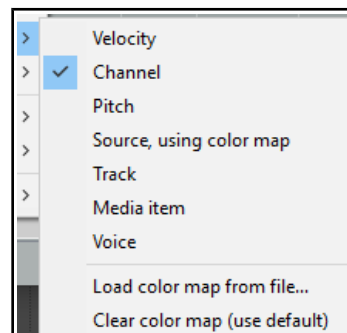 Velocity
Channel
Pitch
Source, using color map
Track
Media item
Voice
Load color map from file...
Clear color map (use default)